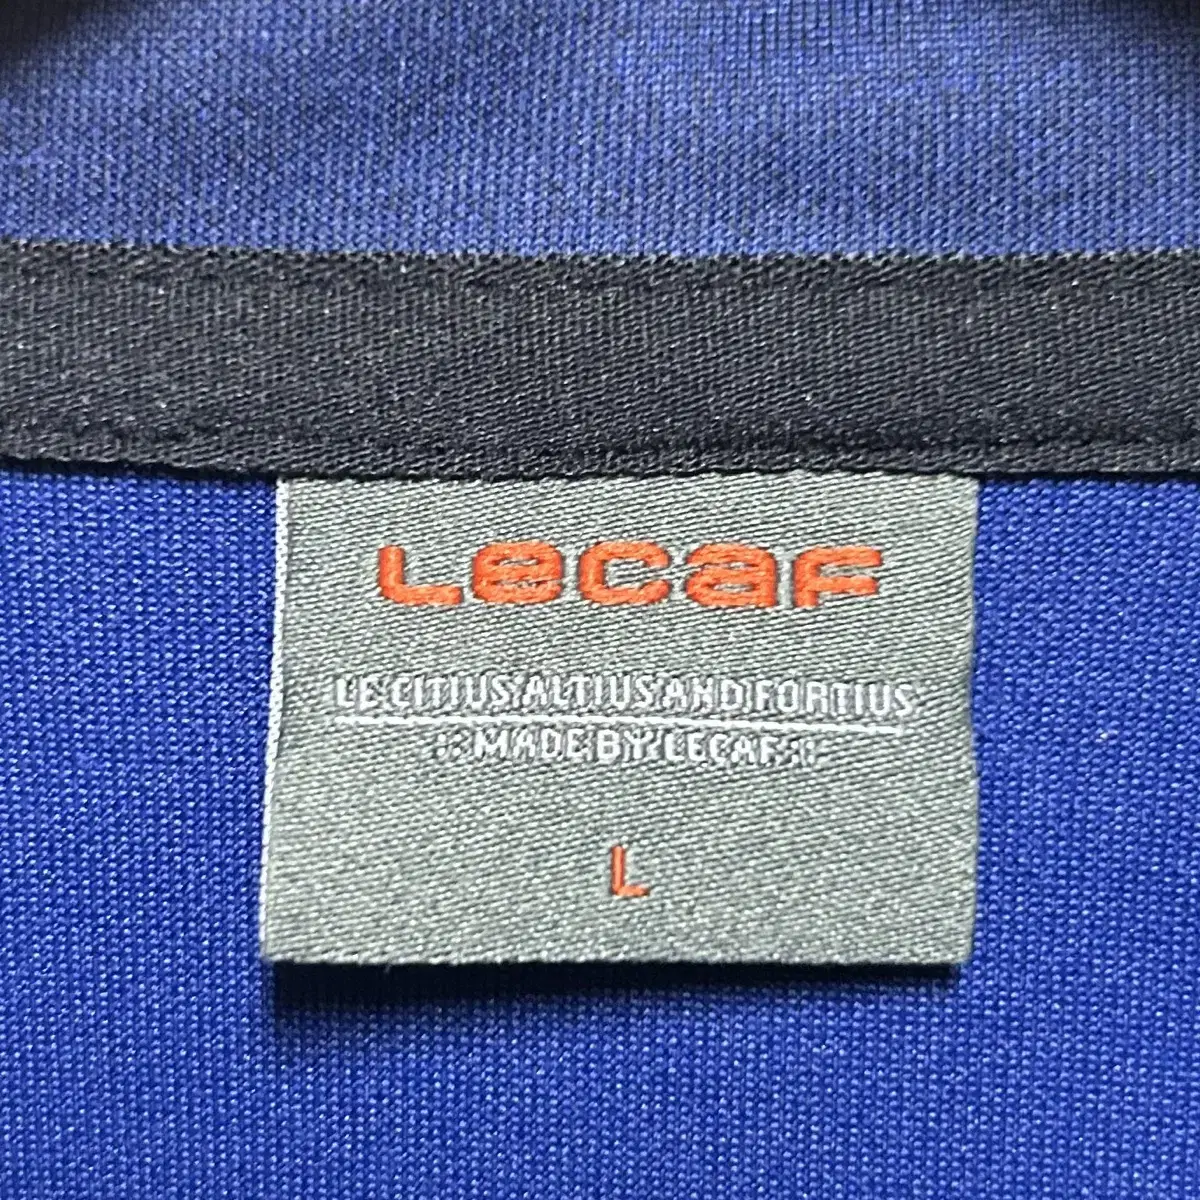 Lecaf
LE CITIUS ALTIUS AND FORTIUS
MADE BY LECAF
L